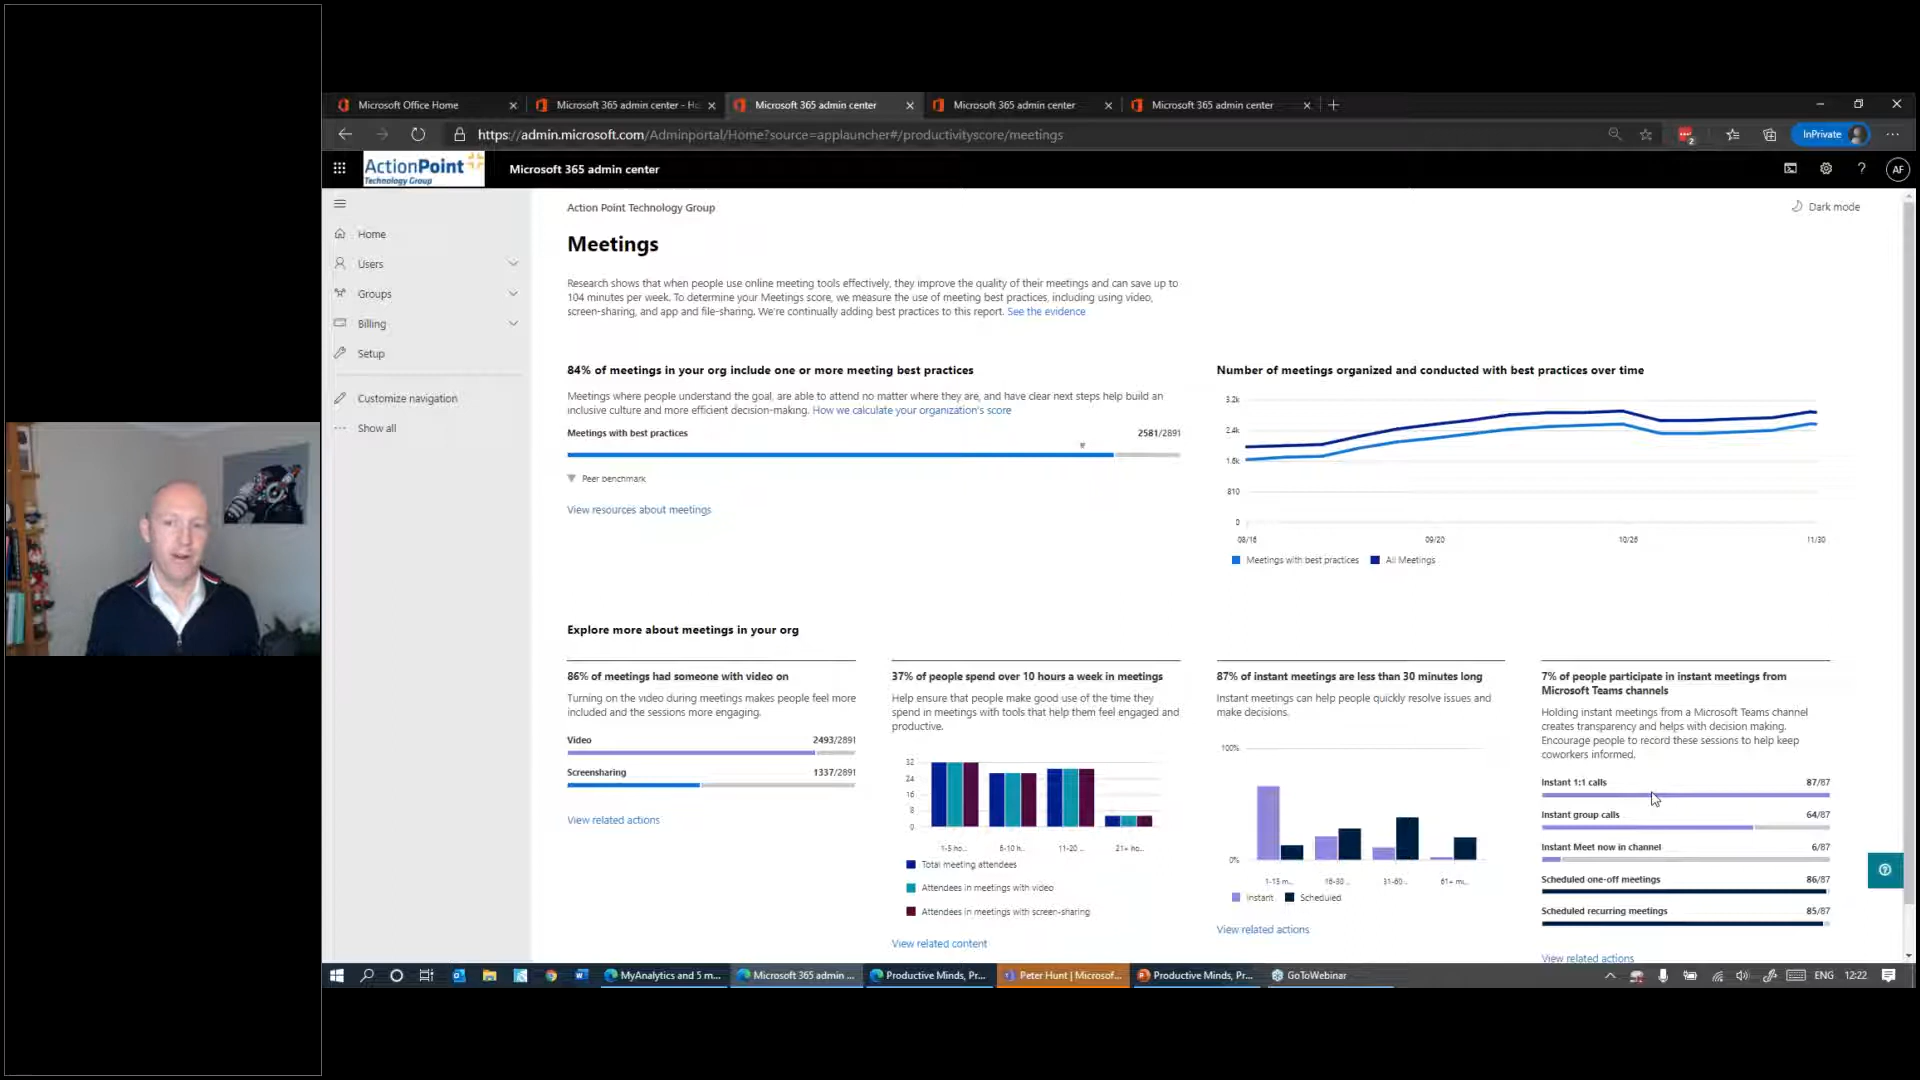 Microsoft Office Home
Microsoft 365 admin center - Ho
Microsoft 365 admin center
Microsoft 365 admin center
Microsoft 365 admin center
https://admin.microsoft.com/Adminportal/Home?source=applauncher#/productivityscore/meetings
InPrivate
ActionPoint
Technology Group
Microsoft 365 admin center
AF
Home
Users
Groups
Billing
Setup
Customize navigation
Show all
Action Point Technology Group
Dark mode
Meetings
Research shows that when people use online meeting tools effectively, they improve the quality of their meetings and can save up to
104 minutes per week. To determine your Meetings score, we measure the use of meeting best practices, including using video,
screen-sharing, and app and file-sharing. We're continually adding best practices to this report. See the evidence
84% of meetings in your org include one or more meeting best practices
Meetings where people understand the goal, are able to attend no matter where they are, and have clear next steps help build an
inclusive culture and more efficient decision-making. How we calculate your organization's score
Meetings with best practices 2581/2891
Peer benchmark
View resources about meetings
Number of meetings organized and conducted with best practices over time
3.2k
2.4k
1.6k
810
0
08/16 09/20 10/26 11/30
Meetings with best practices All Meetings
Explore more about meetings in your org
86% of meetings had someone with video on
Turning on the video during meetings makes people feel more
included and the sessions more engaging.
Video 2493/2891
Screensharing 1337/2891
View related actions
37% of people spend over 10 hours a week in meetings
Help ensure that people make good use of the time they
spend in meetings with tools that help them feel engaged and
productive.
32
24
16
8
0
1-5 ho... 6-10 h... 11-20 ... 21+ ho...
Total meeting attendees
Attendees in meetings with video
Attendees in meetings with screen-sharing
View related content
87% of instant meetings are less than 30 minutes long
Instant meetings can help people quickly resolve issues and
make decisions.
100%
0%
1-15 m... 16-30 ... 31-60 ... 61+ mi...
Instant Scheduled
View related actions
7% of people participate in instant meetings from
Microsoft Teams channels
Holding instant meetings from a Microsoft Teams channel
creates transparency and helps with decision making.
Encourage people to record these sessions to help keep
coworkers informed.
Instant 1:1 calls 87/87
Instant group calls 64/87
Instant Meet now in channel 6/87
Scheduled one-off meetings 86/87
Scheduled recurring meetings 85/87
View related actions
MyAnalytics and 5 m...
Microsoft 365 admin ...
Productive Minds, Pr...
Peter Hunt | Microsof...
Productive Minds, Pr...
GoToWebinar
ENG
12:22